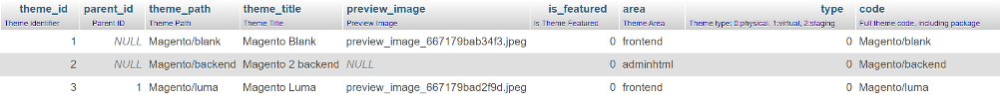 theme_id parent_id theme_path theme_title preview_image is_featured area type code
Theme identifier Parent ID Theme Path Theme Title Preview Image Is Theme Featured Theme Area Theme type: 0:physical, 1:virtual, 2:staging Full theme code, including package
1 NULL Magento/blank Magento Blank preview_image_667179bab34f3.jpeg 0 frontend 0 Magento/blank
2 NULL Magento/backend Magento 2 backend NULL 0 adminhtml 0 Magento/backend
3 1 Magento/luma Magento Luma preview_image_667179bad2f9d.jpeg 0 frontend 0 Magento/luma